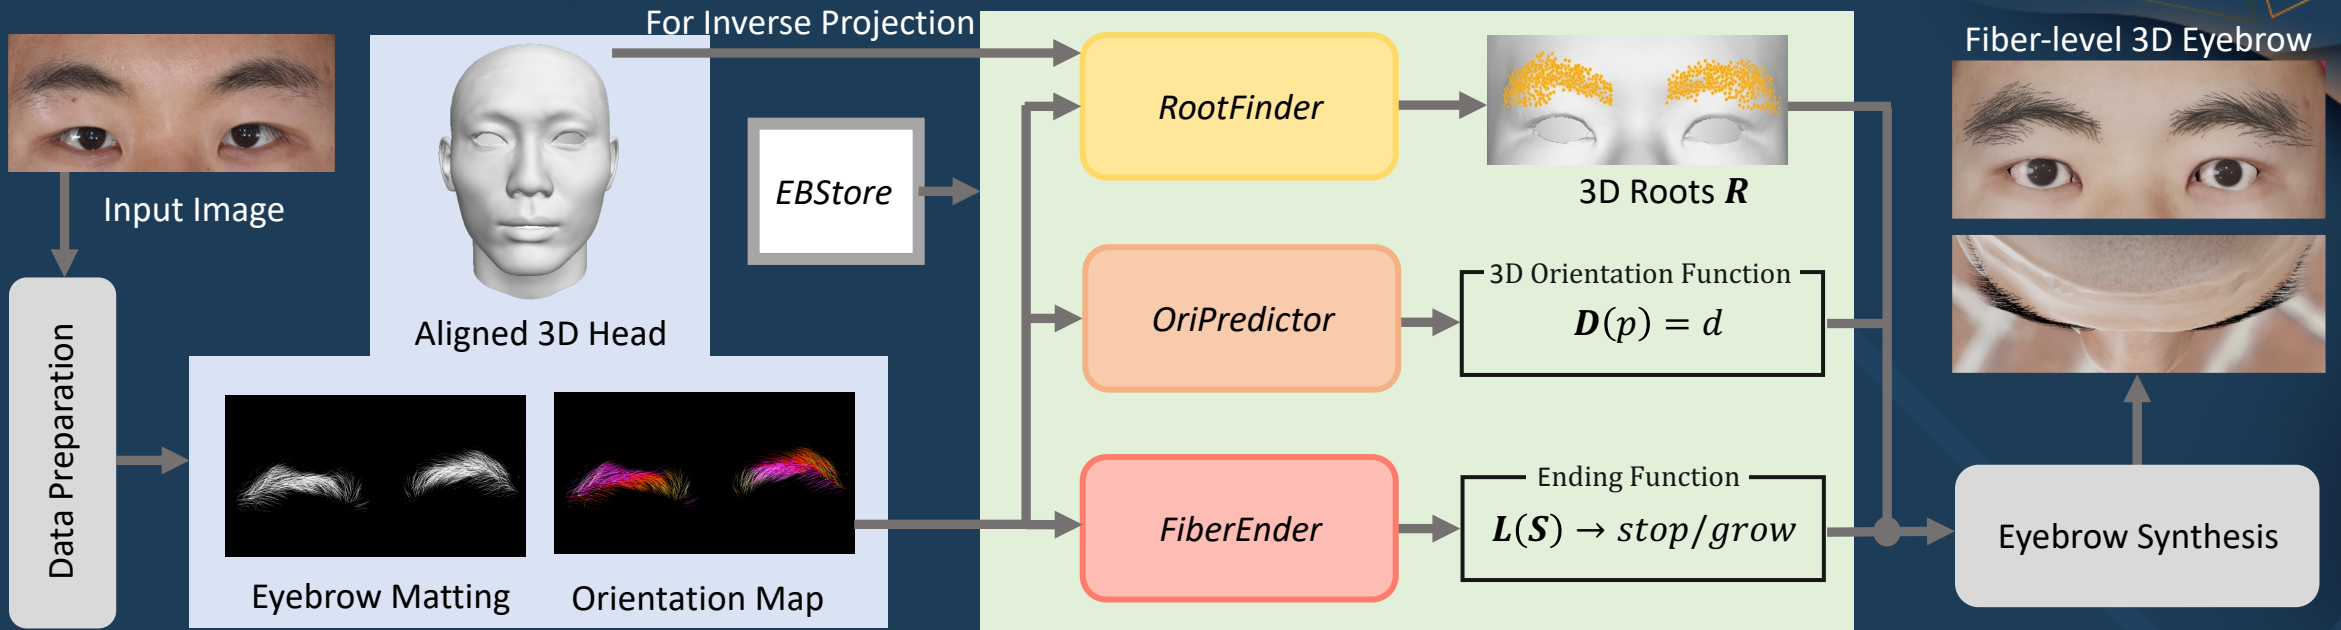 For Inverse Projection
Fiber-level 3D Eyebrow
Input Image
Data Preparation
Aligned 3D Head
Eyebrow Matting
Orientation Map
EBStore
RootFinder
3D Roots R
OriPredictor
3D Orientation Function
D(p) = d
FiberEnder
Ending Function
L(S) → stop/grow
Eyebrow Synthesis